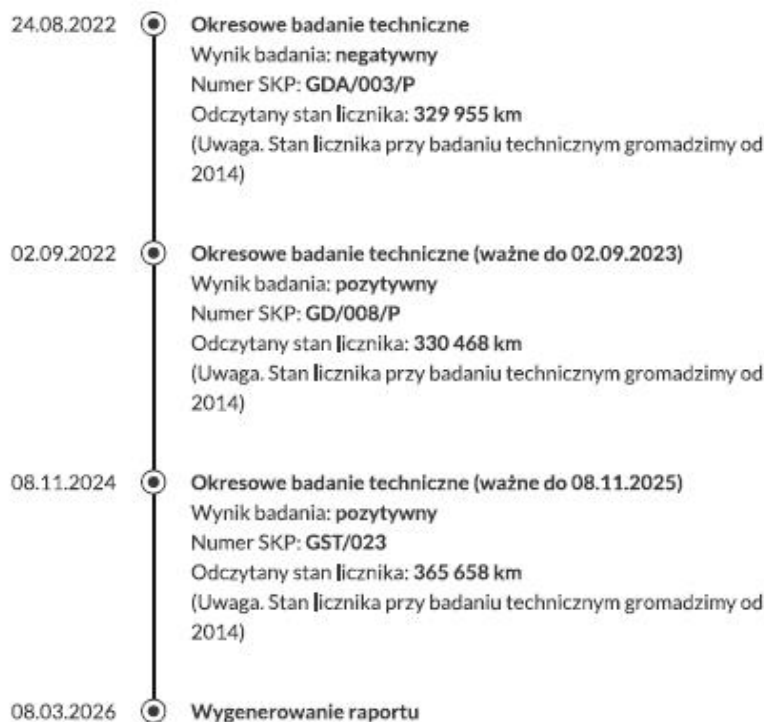 24.08.2022 Okresowe badanie techniczne
Wynik badania: negatywny
Numer SKP: GDA/003/P
Odczytany stan licznika: 329 955 km
(Uwaga. Stan licznika przy badaniu technicznym gromadzimy od
2014)
02.09.2022 Okresowe badanie techniczne (ważne do 02.09.2023)
Wynik badania: pozytywny
Numer SKP: GD/008/P
Odczytany stan licznika: 330 468 km
(Uwaga. Stan licznika przy badaniu technicznym gromadzimy od
2014)
08.11.2024 Okresowe badanie techniczne (ważne do 08.11.2025)
Wynik badania: pozytywny
Numer SKP: GST/023
Odczytany stan licznika: 365 658 km
(Uwaga. Stan licznika przy badaniu technicznym gromadzimy od
2014)
08.03.2026 Wygenerowanie raportu